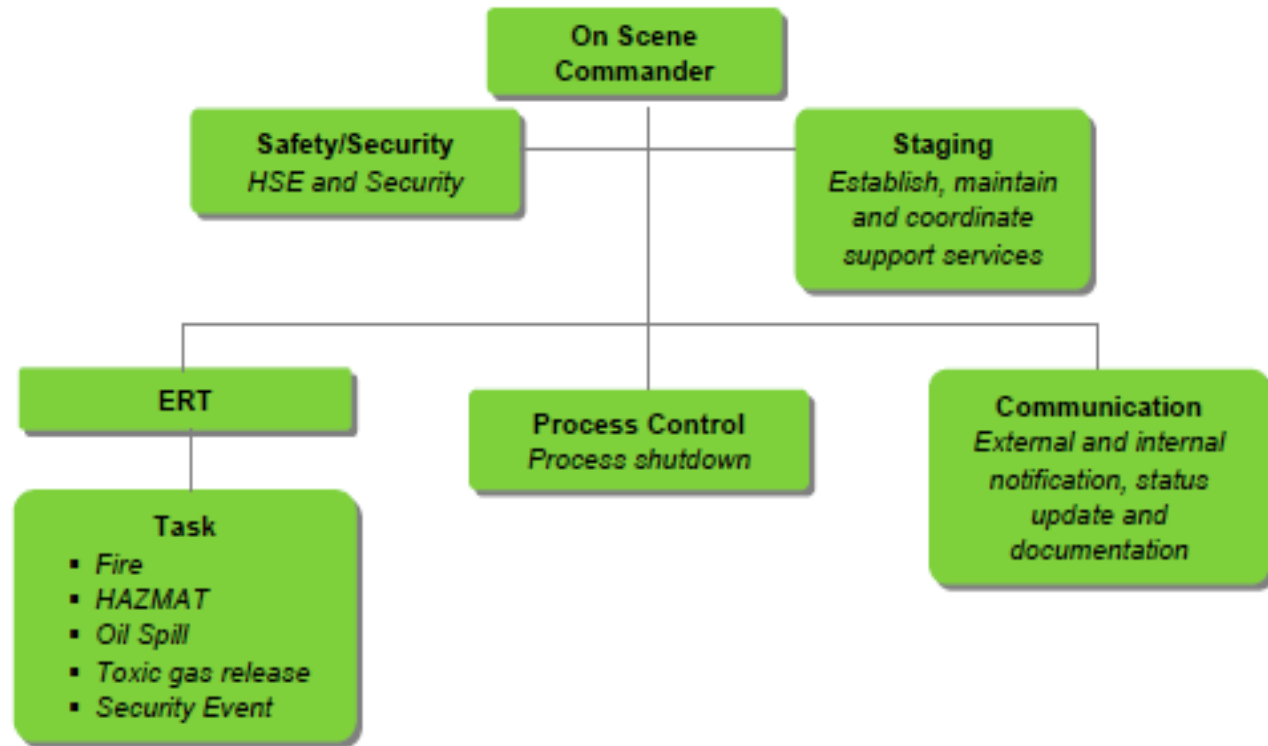 On Scene
Commander
Safety/Security
HSE and Security
Staging
Establish, maintain
and coordinate
support services
ERT
Process Control
Process shutdown
Communication
External and internal
notification, status
update and
documentation
Task
▪ Fire
▪ HAZMAT
▪ Oil Spill
▪ Toxic gas release
▪ Security Event